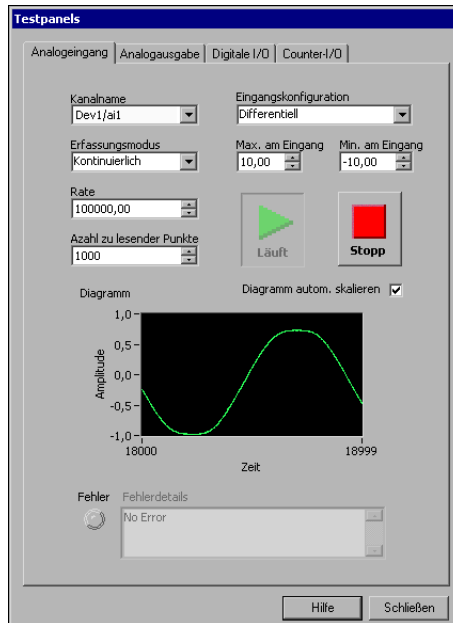 Testpanels
Analogeingang Analogausgabe Digitale I/O Counter-I/O
Kanalname Eingangskonfiguration
Dev1/ai1 Differentiell
Erfassungsmodus Max. am Eingang Min. am Eingang
Kontinuierlich 10,00 -10,00
Rate
100000,00
Azahl zu lesender Punkte
1000
Läuft Stopp
Diagramm Diagramm autom. skalieren
1,0
0,5
0,0
-0,5
-1,0
Amplitude
18000 18999
Zeit
Fehler Fehlerdetails
No Error
Hilfe Schließen